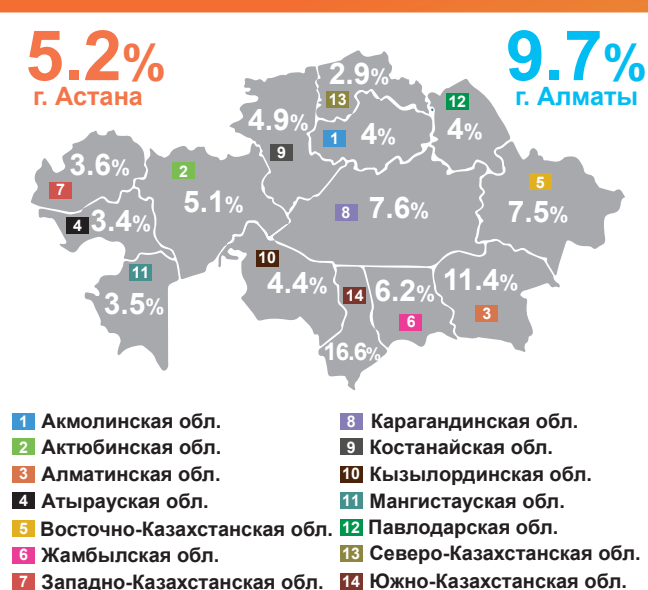 5.2%
г. Астана
9.7%
г. Алматы
2.9%
13
12
4.9%
1
4%
4%
9
3.6%
2
7
5.1%
5
8
7.6%
7.5%
4
3.4%
10
11
4.4%
14
6.2%
11.4%
3.5%
6
3
16.6%
1 Акмолинская обл.
2 Актюбинская обл.
3 Алматинская обл.
4 Атырауская обл.
5 Восточно-Казахстанская обл.
6 Жамбылская обл.
7 Западно-Казахстанская обл.
8 Карагандинская обл.
9 Костанайская обл.
10 Кызылординская обл.
11 Мангистауская обл.
12 Павлодарская обл.
13 Северо-Казахстанская обл.
14 Южно-Казахстанская обл.